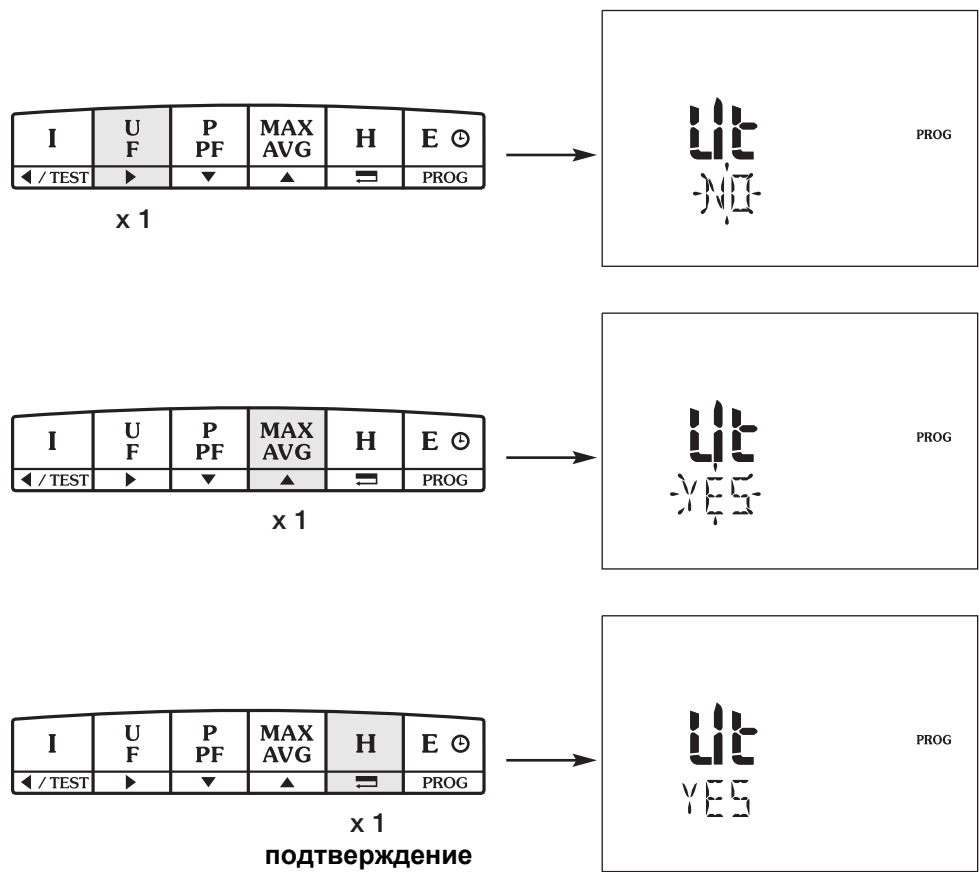 I U P MAX H E
F PF AVG
◀ / TEST ▶ ▼ ▲ PROG
x 1
Ut PROG
NO
I U P MAX H E
F PF AVG
◀ / TEST ▶ ▼ ▲ PROG
x 1
Ut PROG
YES
I U P MAX H E
F PF AVG
◀ / TEST ▶ ▼ ▲ PROG
x 1
подтверждение
Ut PROG
YES